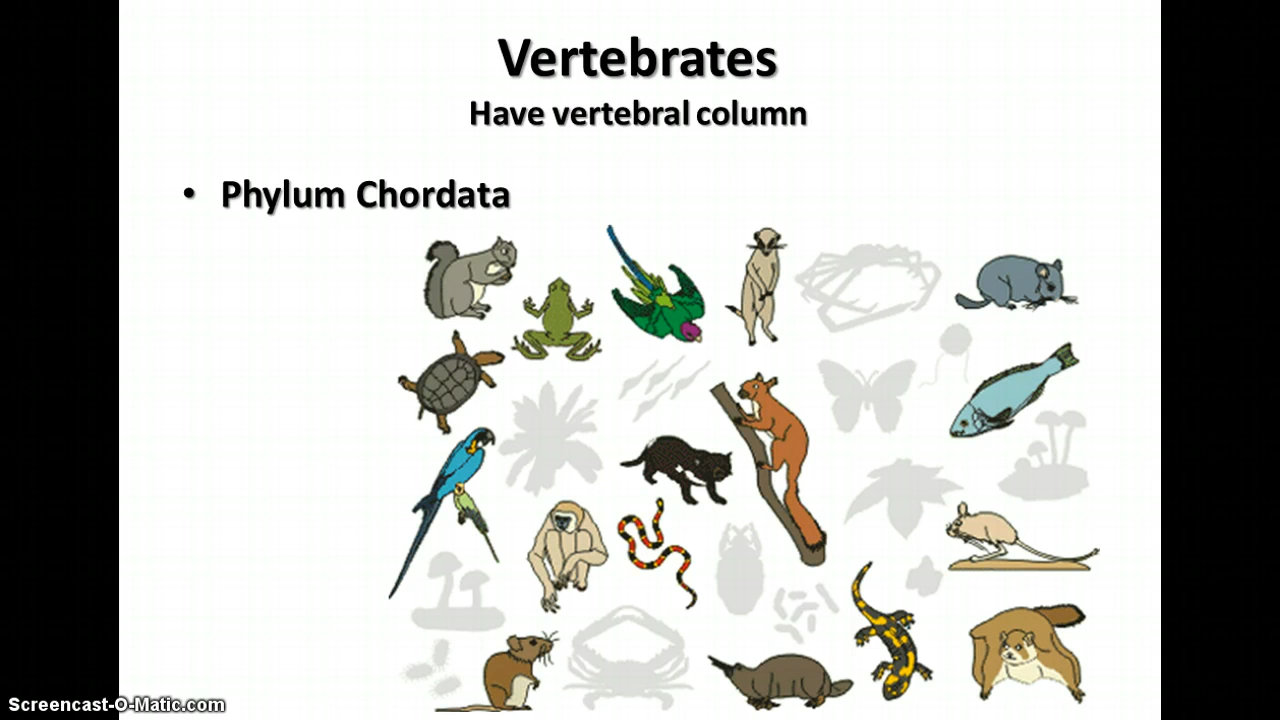 Vertebrates
Have vertebral column
• Phylum Chordata
Screencast-O-Matic.com